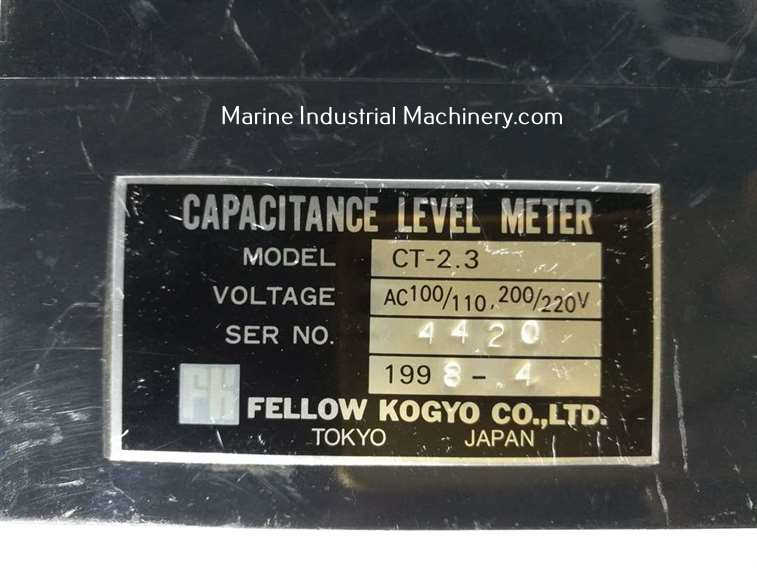 Marine Industrial Machinery.com
CAPACITANCE LEVEL METER
MODEL CT-2.3
VOLTAGE AC100/110, 200/220V
SER NO. 4420
1998-4
FH FELLOW KOGYO CO.,LTD.
TOKYO JAPAN